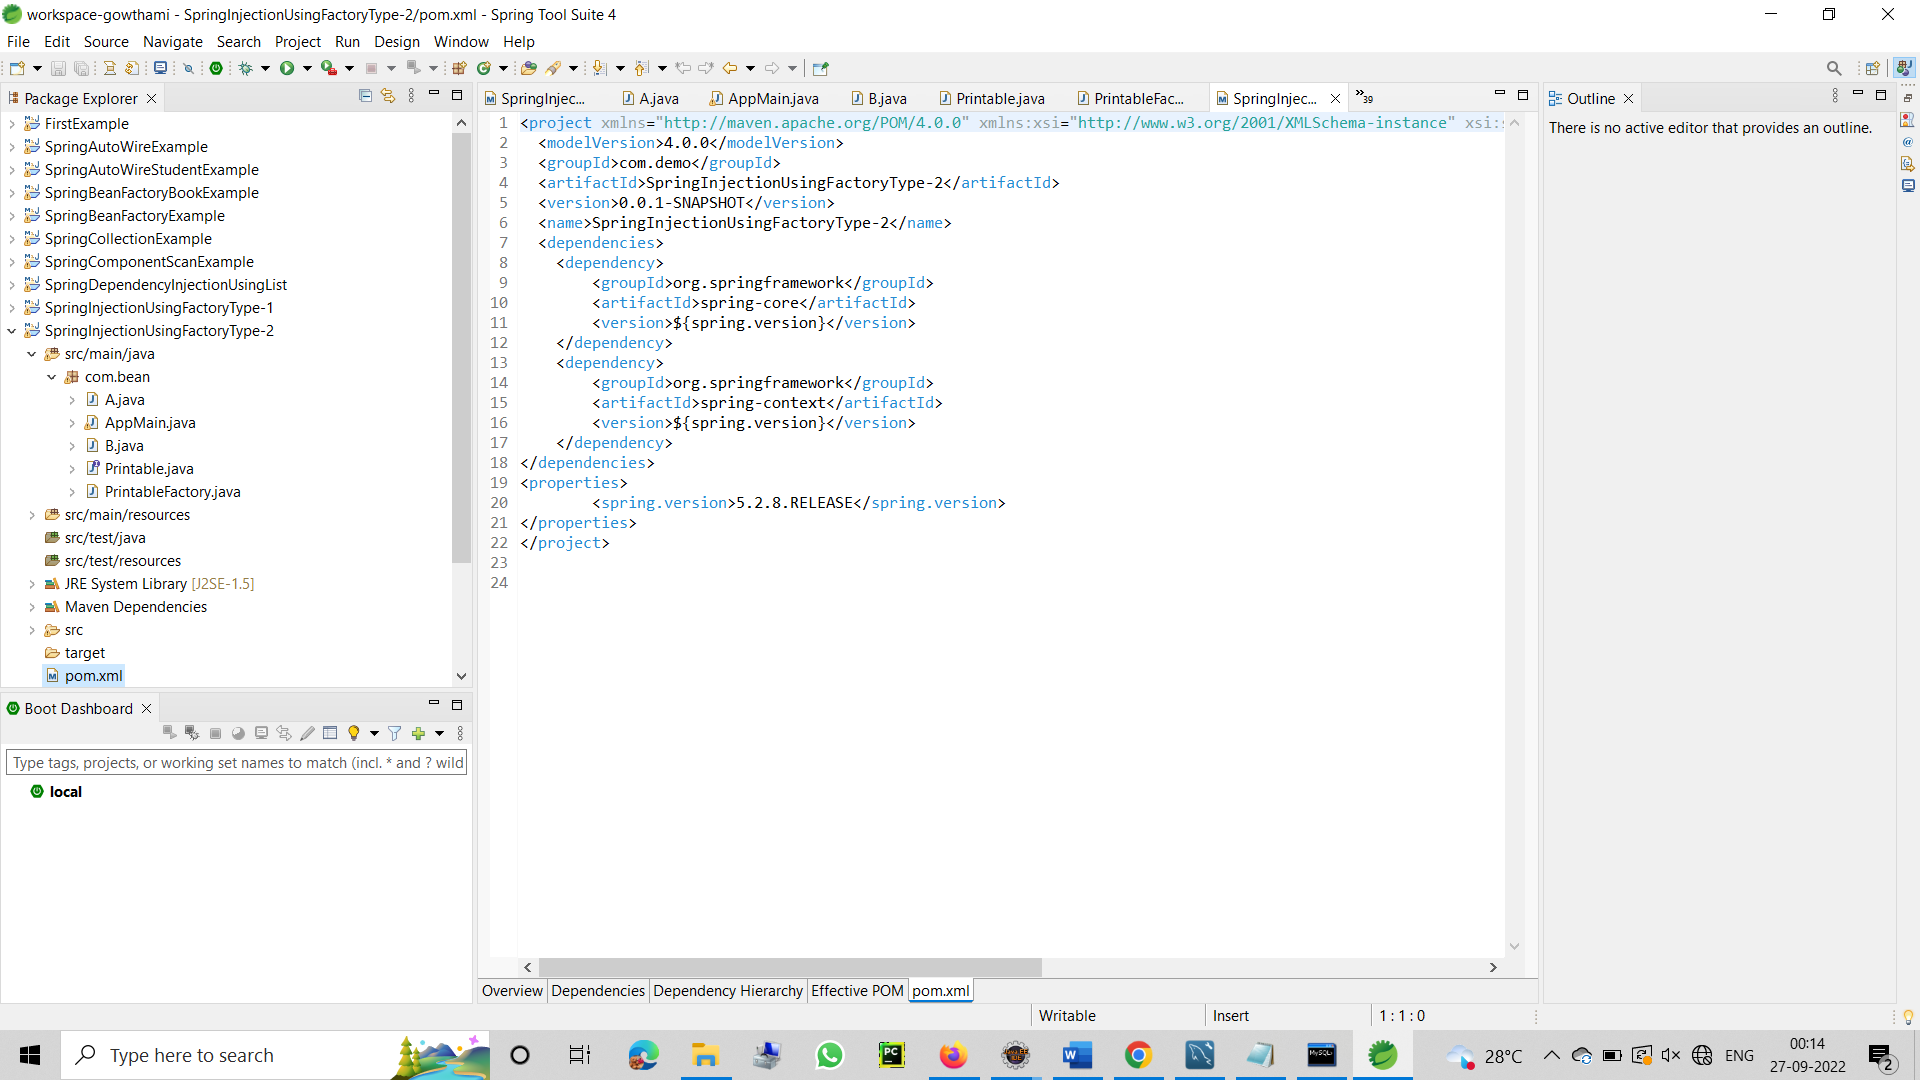 workspace-gowthami - SpringInjectionUsingFactoryType-2/pom.xml - Spring Tool Suite 4
File Edit Source Navigate Search Project Run Design Window Help
Package Explorer
FirstExample
SpringAutoWireExample
SpringAutoWireStudentExample
SpringBeanFactoryBookExample
SpringBeanFactoryExample
SpringCollectionExample
SpringComponentScanExample
SpringDependencyInjectionUsingList
SpringInjectionUsingFactoryType-1
SpringInjectionUsingFactoryType-2
src/main/java
com.bean
A.java
AppMain.java
B.java
Printable.java
PrintableFactory.java
src/main/resources
src/test/java
src/test/resources
JRE System Library [J2SE-1.5]
Maven Dependencies
src
target
pom.xml
Boot Dashboard
Type tags, projects, or working set names to match (incl. * and ? wild
local
SpringInjec... A.java AppMain.java B.java Printable.java PrintableFac... SpringInjec... »39
1 <project xmlns="http://maven.apache.org/POM/4.0.0" xmlns:xsi="http://www.w3.org/2001/XMLSchema-instance" xsi:
2 <modelVersion>4.0.0</modelVersion>
3 <groupId>com.demo</groupId>
4 <artifactId>SpringInjectionUsingFactoryType-2</artifactId>
5 <version>0.0.1-SNAPSHOT</version>
6 <name>SpringInjectionUsingFactoryType-2</name>
7 <dependencies>
8 <dependency>
9 <groupId>org.springframework</groupId>
10 <artifactId>spring-core</artifactId>
11 <version>${spring.version}</version>
12 </dependency>
13 <dependency>
14 <groupId>org.springframework</groupId>
15 <artifactId>spring-context</artifactId>
16 <version>${spring.version}</version>
17 </dependency>
18 </dependencies>
19 <properties>
20 <spring.version>5.2.8.RELEASE</spring.version>
21 </properties>
22 </project>
23
24
Overview Dependencies Dependency Hierarchy Effective POM pom.xml
Outline
There is no active editor that provides an outline.
Writable Insert 1 : 1 : 0
Type here to search
28°C ENG
00:14
27-09-2022
2